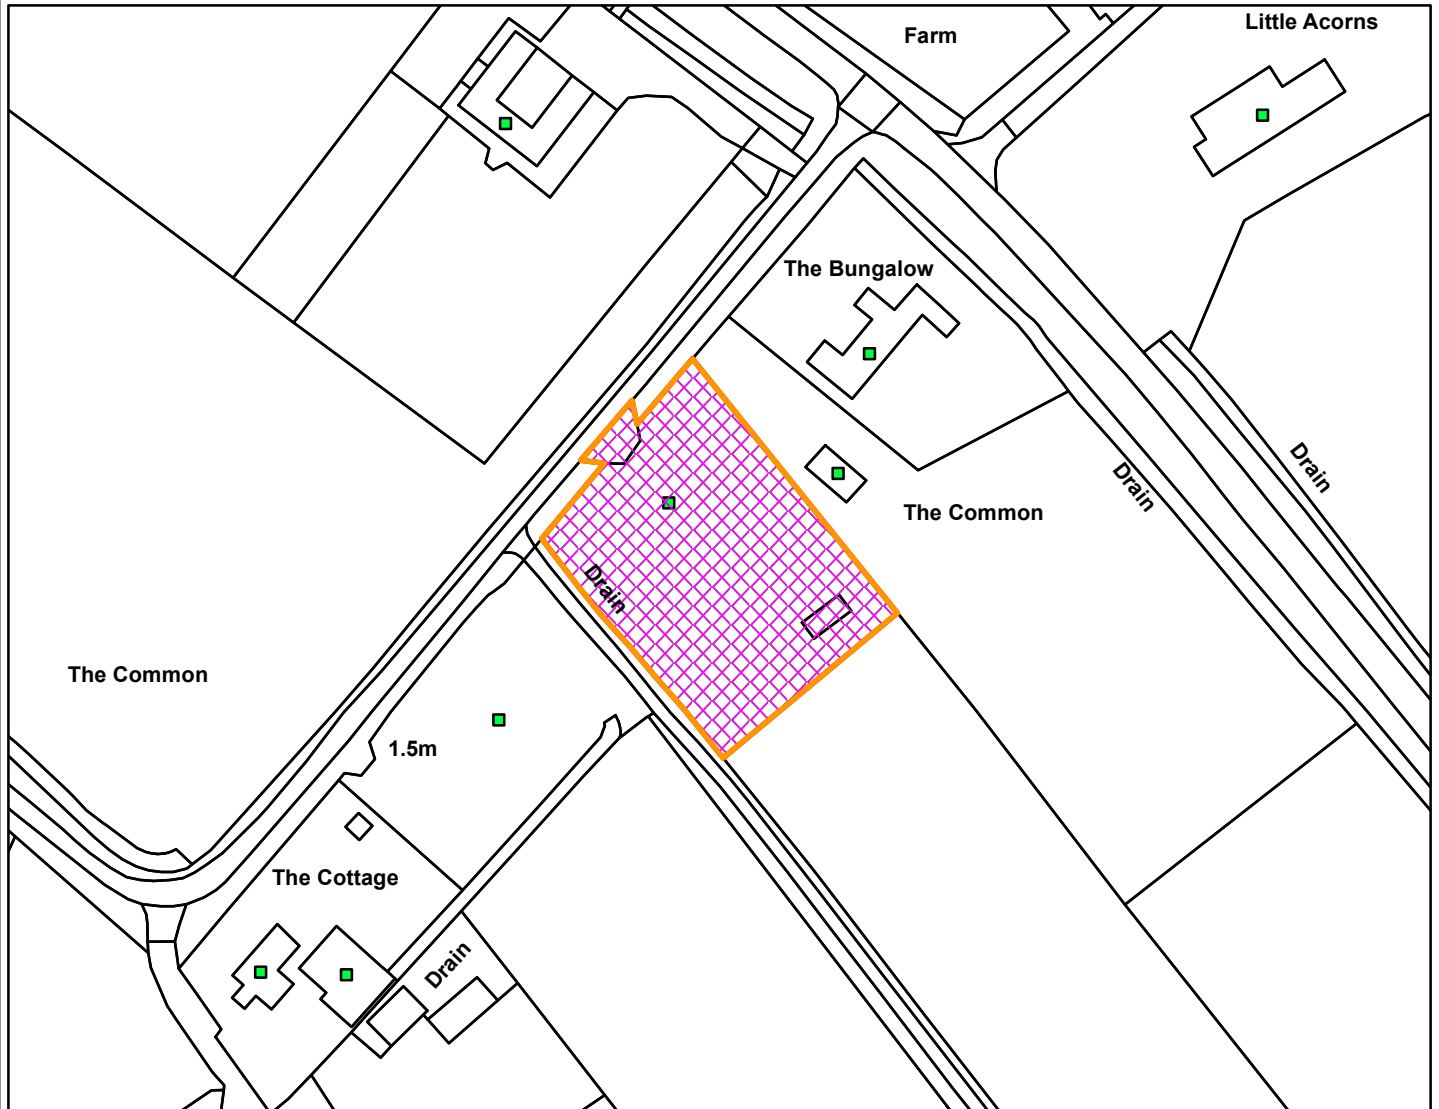 Little Acorns
Farm
The Bungalow
Drain
Drain
The Common
Drain
The Common
1.5m
The Cottage
Drain